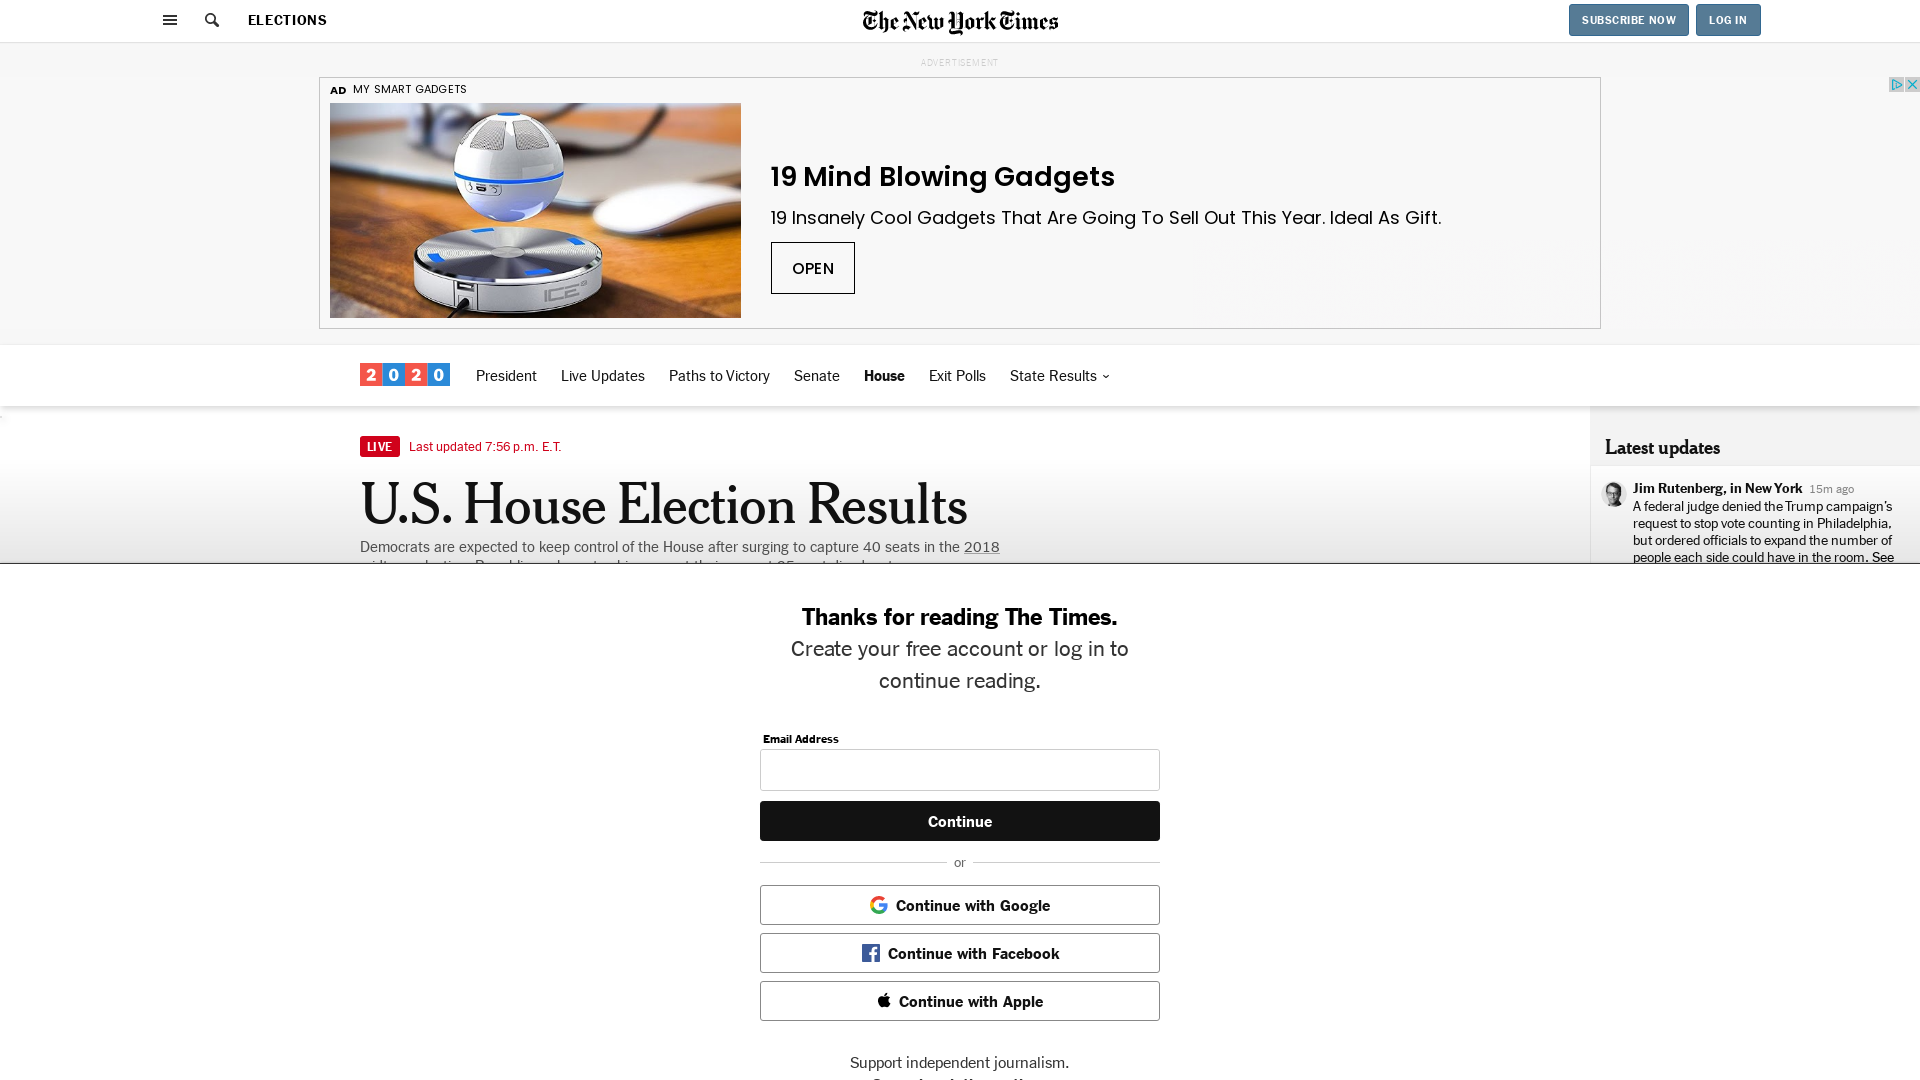 ELECTIONS
The New York Times
SUBSCRIBE NOW
LOG IN
ADVERTISEMENT
AD MY SMART GADGETS
19 Mind Blowing Gadgets
19 Insanely Cool Gadgets That Are Going To Sell Out This Year. Ideal As Gift.
OPEN
ICE
2020
President
Live Updates
Paths to Victory
Senate
House
Exit Polls
State Results
LIVE Last updated 7:56 p.m. E.T.
U.S. House Election Results
Democrats are expected to keep control of the House after surging to capture 40 seats in the 2018
Latest updates
Jim Rutenberg, in New York 15m ago
A federal judge denied the Trump campaign’s
request to stop vote counting in Philadelphia,
but ordered officials to expand the number of
people each side could have in the room. See
Thanks for reading The Times.
Create your free account or log in to
continue reading.
Email Address
Continue
or
Continue with Google
Continue with Facebook
Continue with Apple
Support independent journalism.